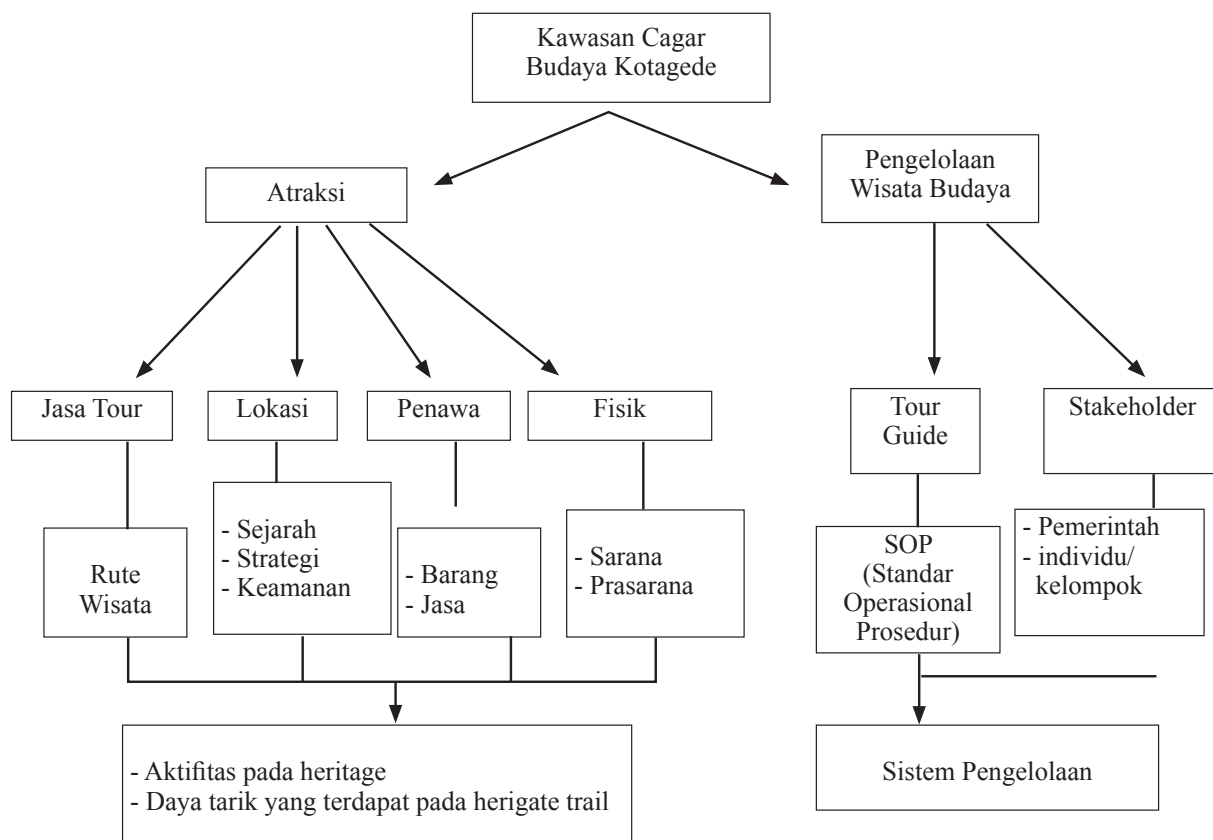 Kawasan Cagar
Budaya Kotagede
Atraksi
Pengelolaan
Wisata Budaya
Jasa Tour
Lokasi
Penawa
Fisik
Tour
Guide
Stakeholder
Rute
Wisata
- Sejarah
- Strategi
- Keamanan
- Barang
- Jasa
- Sarana
- Prasarana
SOP
(Standar
Operasional
Prosedur)
- Pemerintah
- individu/
kelompok
- Aktifitas pada heritage
- Daya tarik yang terdapat pada herigate trail
Sistem Pengelolaan